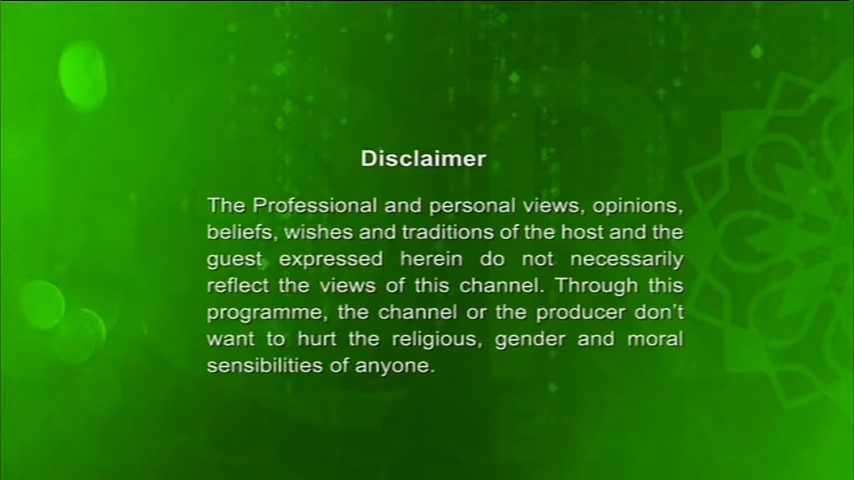 Disclaimer
The Professional and personal views, opinions,
beliefs, wishes and traditions of the host and the
guest expressed herein do not necessarily
reflect the views of this channel. Through this
programme, the channel or the producer don't
want to hurt the religious, gender and moral
sensibilities of anyone.